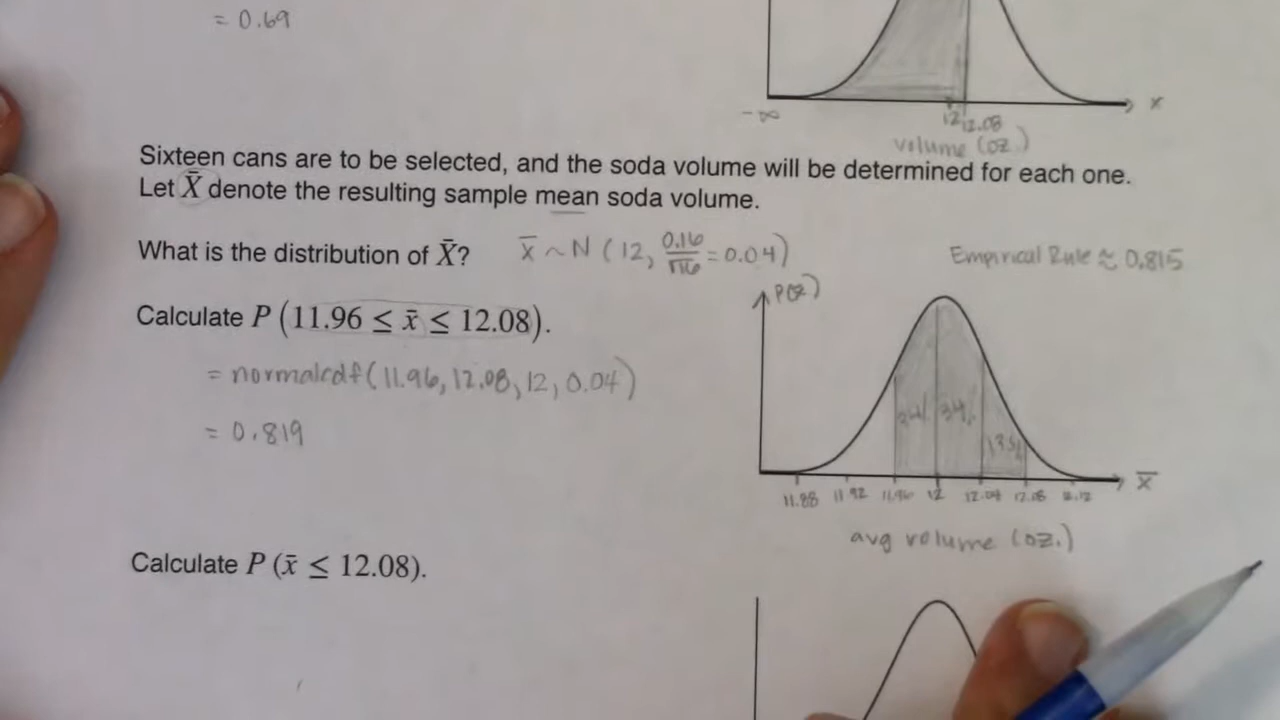 = 0.69
x
-∞
12 12.08
volume (oz.)
Sixteen cans are to be selected, and the soda volume will be determined for each one.
Let X̄ denote the resulting sample mean soda volume.
What is the distribution of X̄? x̄ ~ N (12, 0.16/√16 = 0.04)
Empirical Rule ≈ 0.815
Calculate P (11.96 ≤ x̄ ≤ 12.08).
= normalcdf(11.96, 12.08, 12, 0.04)
= 0.819
34% 34%
11.88 11.92 11.96 12 12.04 12.08 12.12 x̄
avg volume (oz.)
Calculate P (x̄ ≤ 12.08).